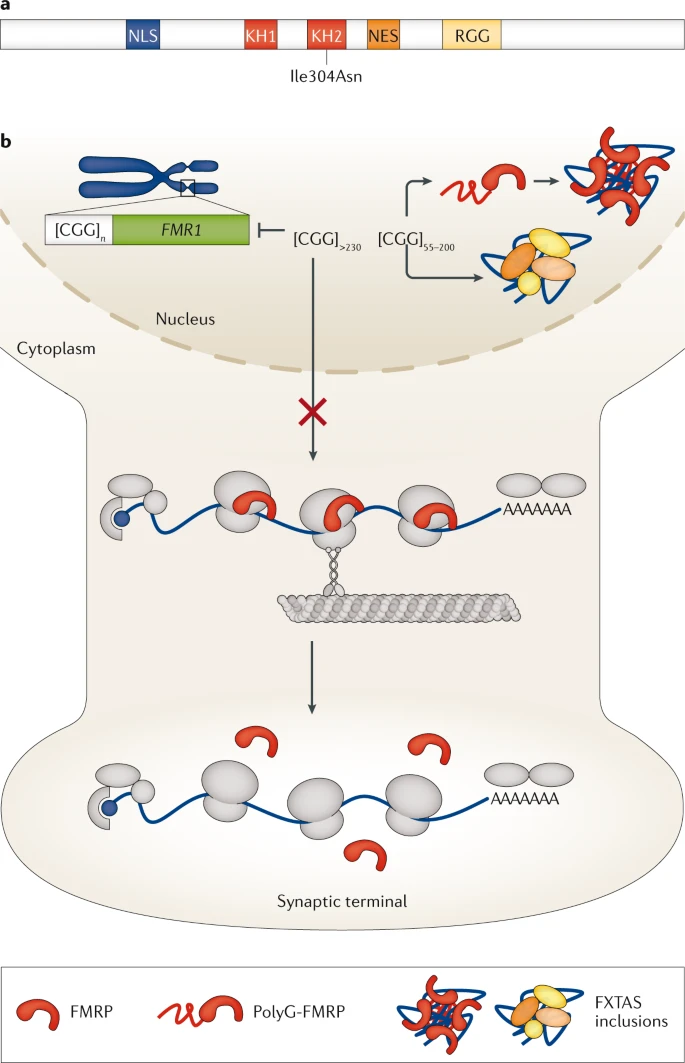 a
NLS KH1 KH2 NES RGG
Ile304Asn
b
[CGG]n FMR1
[CGG]>230 [CGG]55–200
Nucleus
Cytoplasm
AAAAAAA
AAAAAAA
Synaptic terminal
FMRP PolyG-FMRP FXTAS
inclusions